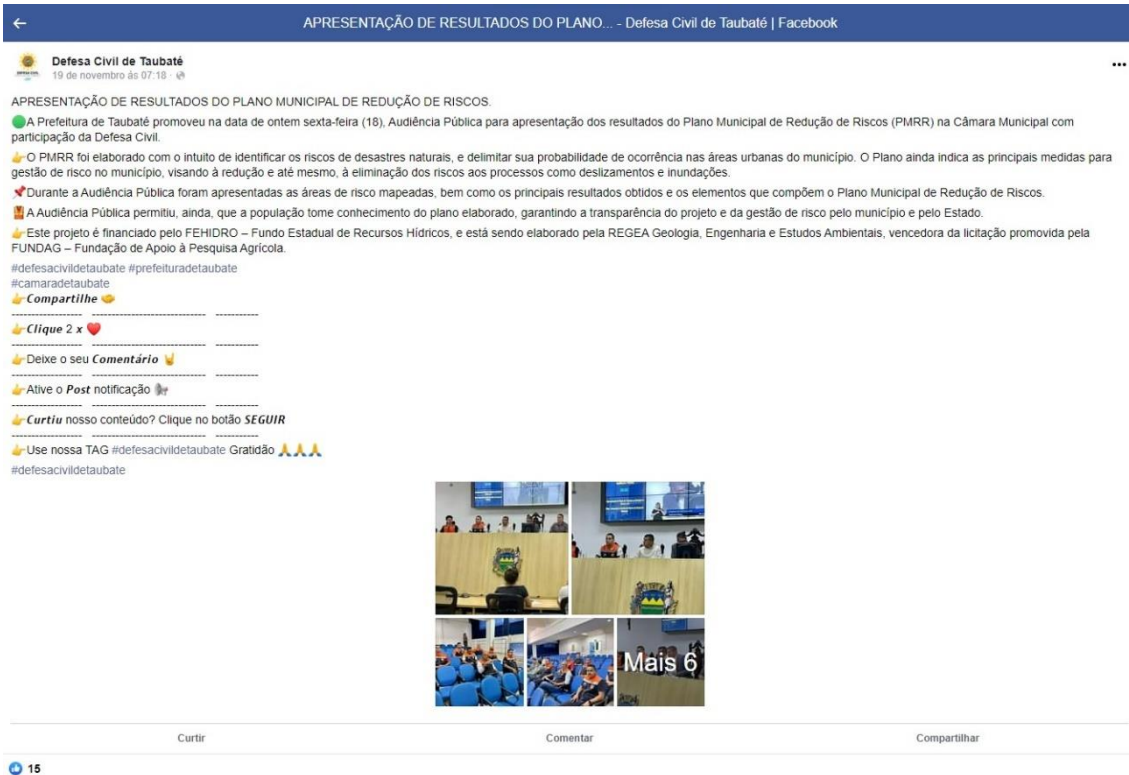 APRESENTAÇÃO DE RESULTADOS DO PLANO... - Defesa Civil de Taubaté | Facebook
Defesa Civil de Taubaté
19 de novembro às 07:18 ·
APRESENTAÇÃO DE RESULTADOS DO PLANO MUNICIPAL DE REDUÇÃO DE RISCOS.
🟢A Prefeitura de Taubaté promoveu na data de ontem sexta-feira (18), Audiência Pública para apresentação dos resultados do Plano Municipal de Redução de Riscos (PMRR) na Câmara Municipal com
participação da Defesa Civil.
👉O PMRR foi elaborado com o intuito de identificar os riscos de desastres naturais, e delimitar sua probabilidade de ocorrência nas áreas urbanas do município. O Plano ainda indica as principais medidas para
gestão de risco no município, visando à redução e até mesmo, à eliminação dos riscos aos processos como deslizamentos e inundações.
📌Durante a Audiência Pública foram apresentadas as áreas de risco mapeadas, bem como os principais resultados obtidos e os elementos que compõem o Plano Municipal de Redução de Riscos.
🦺A Audiência Pública permitiu, ainda, que a população tome conhecimento do plano elaborado, garantindo a transparência do projeto e da gestão de risco pelo município e pelo Estado.
👉Este projeto é financiado pelo FEHIDRO – Fundo Estadual de Recursos Hídricos, e está sendo elaborado pela REGEA Geologia, Engenharia e Estudos Ambientais, vencedora da licitação promovida pela
FUNDAG – Fundação de Apoio à Pesquisa Agrícola.
#defesacivildetaubate #prefeituradetaubate
#camaradetaubate
👉Compartilhe 🤝
------------------ ----------------------------- -----------
👉Clique 2 x ❤️
------------------ ----------------------------- -----------
👉Deixe o seu Comentário 🤘
------------------ ----------------------------- -----------
👉Ative o Post notificação
------------------ ----------------------------- -----------
👉Curtiu nosso conteúdo? Clique no botão SEGUIR
------------------ ----------------------------- -----------
👉Use nossa TAG #defesacivildetaubate Gratidão 🙏🙏🙏
#defesacivildetaubate
Mais 6
Curtir Comentar Compartilhar
15